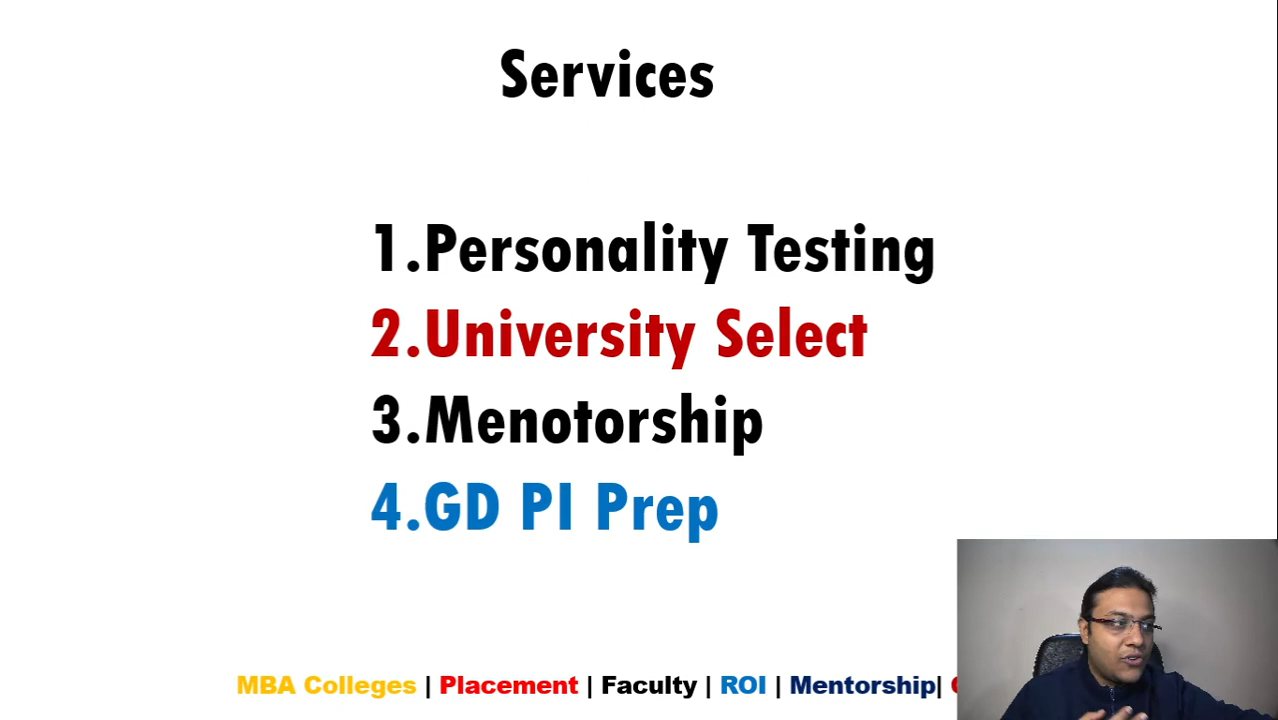 Services
1.Personality Testing
2.University Select
3.Menotorship
4.GD PI Prep
MBA Colleges | Placement | Faculty | ROI | Mentorship|